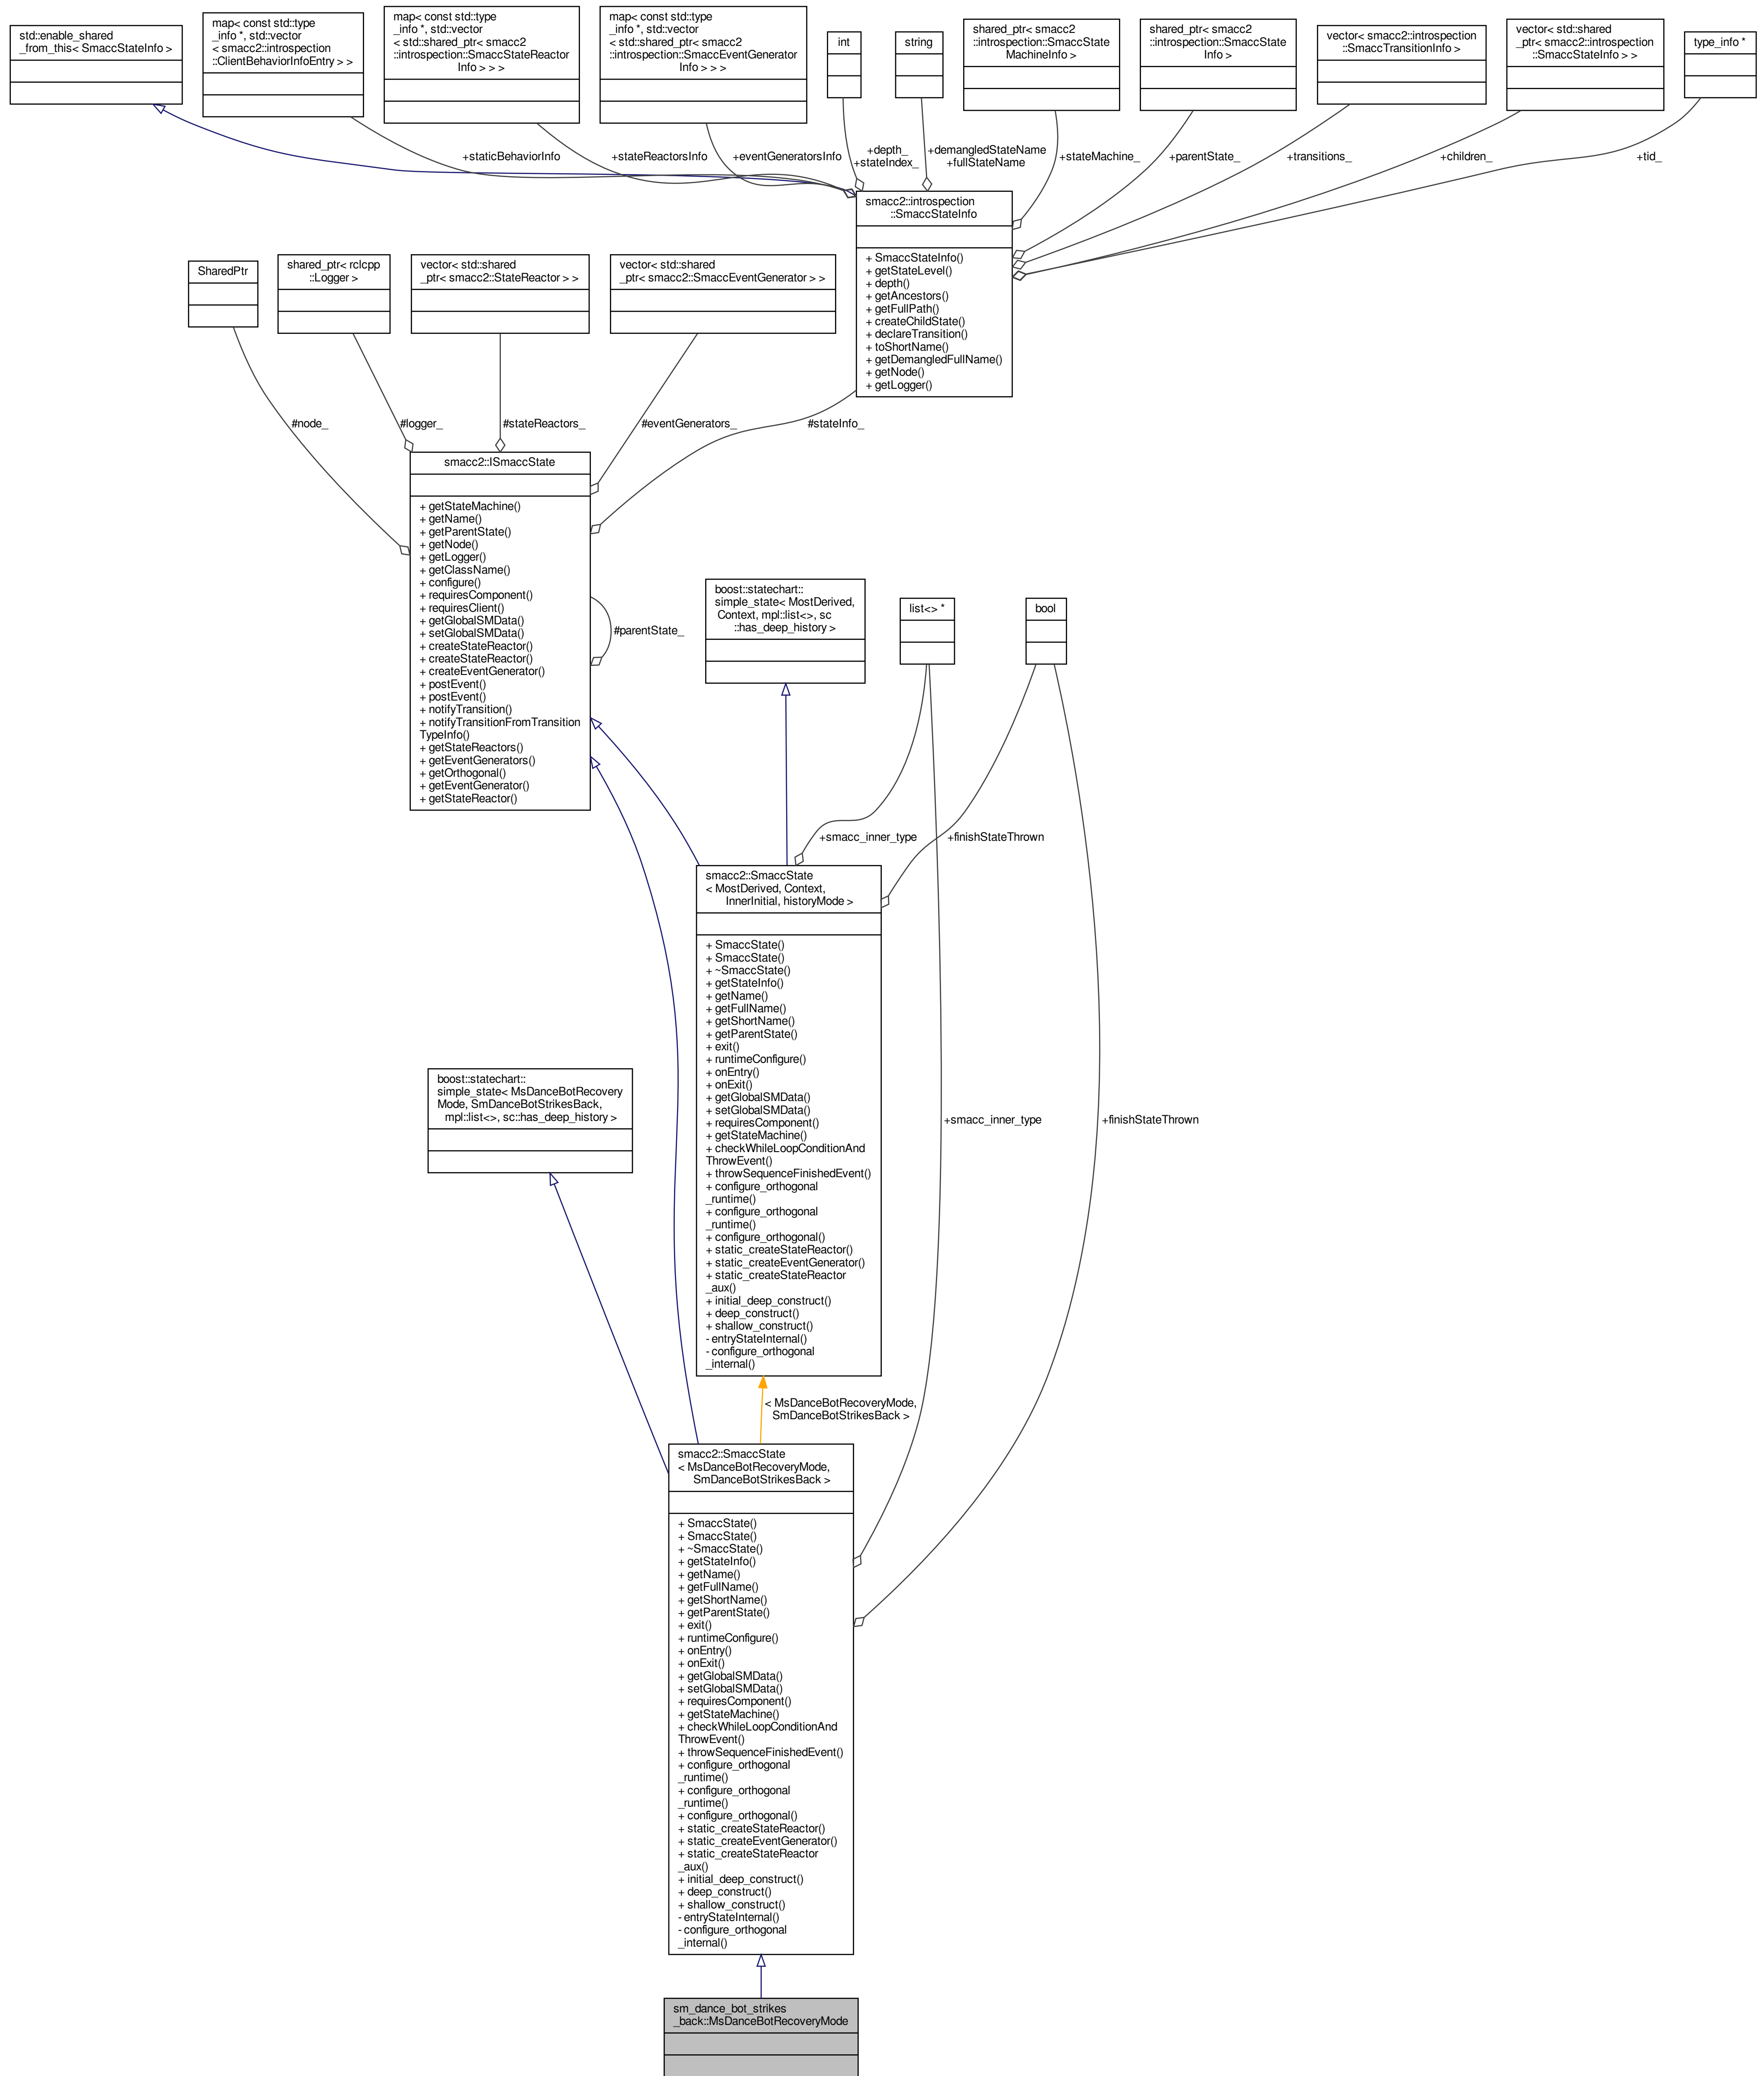 std::enable_shared
_from_this< SmaccStateInfo >
map< const std::type
_info *, std::vector
< smacc2::introspection
::ClientBehaviorInfoEntry > >
map< const std::type
_info *, std::vector
< std::shared_ptr< smacc2
::introspection::SmaccStateReactor
Info > > >
map< const std::type
_info *, std::vector
< std::shared_ptr< smacc2
::introspection::SmaccEventGenerator
Info > > >
int
string
shared_ptr< smacc2
::introspection::SmaccState
MachineInfo >
shared_ptr< smacc2
::introspection::SmaccState
Info >
vector< smacc2::introspection
::SmaccTransitionInfo >
vector< std::shared
_ptr< smacc2::introspection
::SmaccStateInfo > >
type_info *
+staticBehaviorInfo
+stateReactorsInfo
+eventGeneratorsInfo
+depth_
+stateIndex_
+demangledStateName
+fullStateName
+stateMachine_
+parentState_
+transitions_
+children_
+tid_
smacc2::introspection
::SmaccStateInfo
+ SmaccStateInfo()
+ getStateLevel()
+ depth()
+ getAncestors()
+ getFullPath()
+ createChildState()
+ declareTransition()
+ toShortName()
+ getDemangledFullName()
+ getNode()
+ getLogger()
SharedPtr
shared_ptr< rclcpp
::Logger >
vector< std::shared
_ptr< smacc2::StateReactor > >
vector< std::shared
_ptr< smacc2::SmaccEventGenerator > >
#node_
#logger_
#stateReactors_
#eventGenerators_
#stateInfo_
smacc2::ISmaccState
+ getStateMachine()
+ getName()
+ getParentState()
+ getNode()
+ getLogger()
+ getClassName()
+ configure()
+ requiresComponent()
+ requiresClient()
+ getGlobalSMData()
+ setGlobalSMData()
+ createStateReactor()
+ createStateReactor()
+ createEventGenerator()
+ postEvent()
+ postEvent()
+ notifyTransition()
+ notifyTransitionFromTransition
TypeInfo()
+ getStateReactors()
+ getEventGenerators()
+ getOrthogonal()
+ getEventGenerator()
+ getStateReactor()
#parentState_
boost::statechart::
simple_state< MostDerived,
Context, mpl::list<>, sc
::has_deep_history >
list<> *
bool
+smacc_inner_type
+finishStateThrown
smacc2::SmaccState
< MostDerived, Context,
InnerInitial, historyMode >
+ SmaccState()
+ SmaccState()
+ ~SmaccState()
+ getStateInfo()
+ getName()
+ getFullName()
+ getShortName()
+ getParentState()
+ exit()
+ runtimeConfigure()
+ onEntry()
+ onExit()
+ getGlobalSMData()
+ setGlobalSMData()
+ requiresComponent()
+ getStateMachine()
+ checkWhileLoopConditionAnd
ThrowEvent()
+ throwSequenceFinishedEvent()
+ configure_orthogonal
_runtime()
+ configure_orthogonal
_runtime()
+ configure_orthogonal()
+ static_createStateReactor()
+ static_createEventGenerator()
+ static_createStateReactor
_aux()
+ initial_deep_construct()
+ deep_construct()
+ shallow_construct()
- entryStateInternal()
- configure_orthogonal
_internal()
boost::statechart::
simple_state< MsDanceBotRecovery
Mode, SmDanceBotStrikesBack,
mpl::list<>, sc::has_deep_history >
+smacc_inner_type
+finishStateThrown
< MsDanceBotRecoveryMode,
SmDanceBotStrikesBack >
smacc2::SmaccState
< MsDanceBotRecoveryMode,
SmDanceBotStrikesBack >
+ SmaccState()
+ SmaccState()
+ ~SmaccState()
+ getStateInfo()
+ getName()
+ getFullName()
+ getShortName()
+ getParentState()
+ exit()
+ runtimeConfigure()
+ onEntry()
+ onExit()
+ getGlobalSMData()
+ setGlobalSMData()
+ requiresComponent()
+ getStateMachine()
+ checkWhileLoopConditionAnd
ThrowEvent()
+ throwSequenceFinishedEvent()
+ configure_orthogonal
_runtime()
+ configure_orthogonal
_runtime()
+ configure_orthogonal()
+ static_createStateReactor()
+ static_createEventGenerator()
+ static_createStateReactor
_aux()
+ initial_deep_construct()
+ deep_construct()
+ shallow_construct()
- entryStateInternal()
- configure_orthogonal
_internal()
sm_dance_bot_strikes
_back::MsDanceBotRecoveryMode